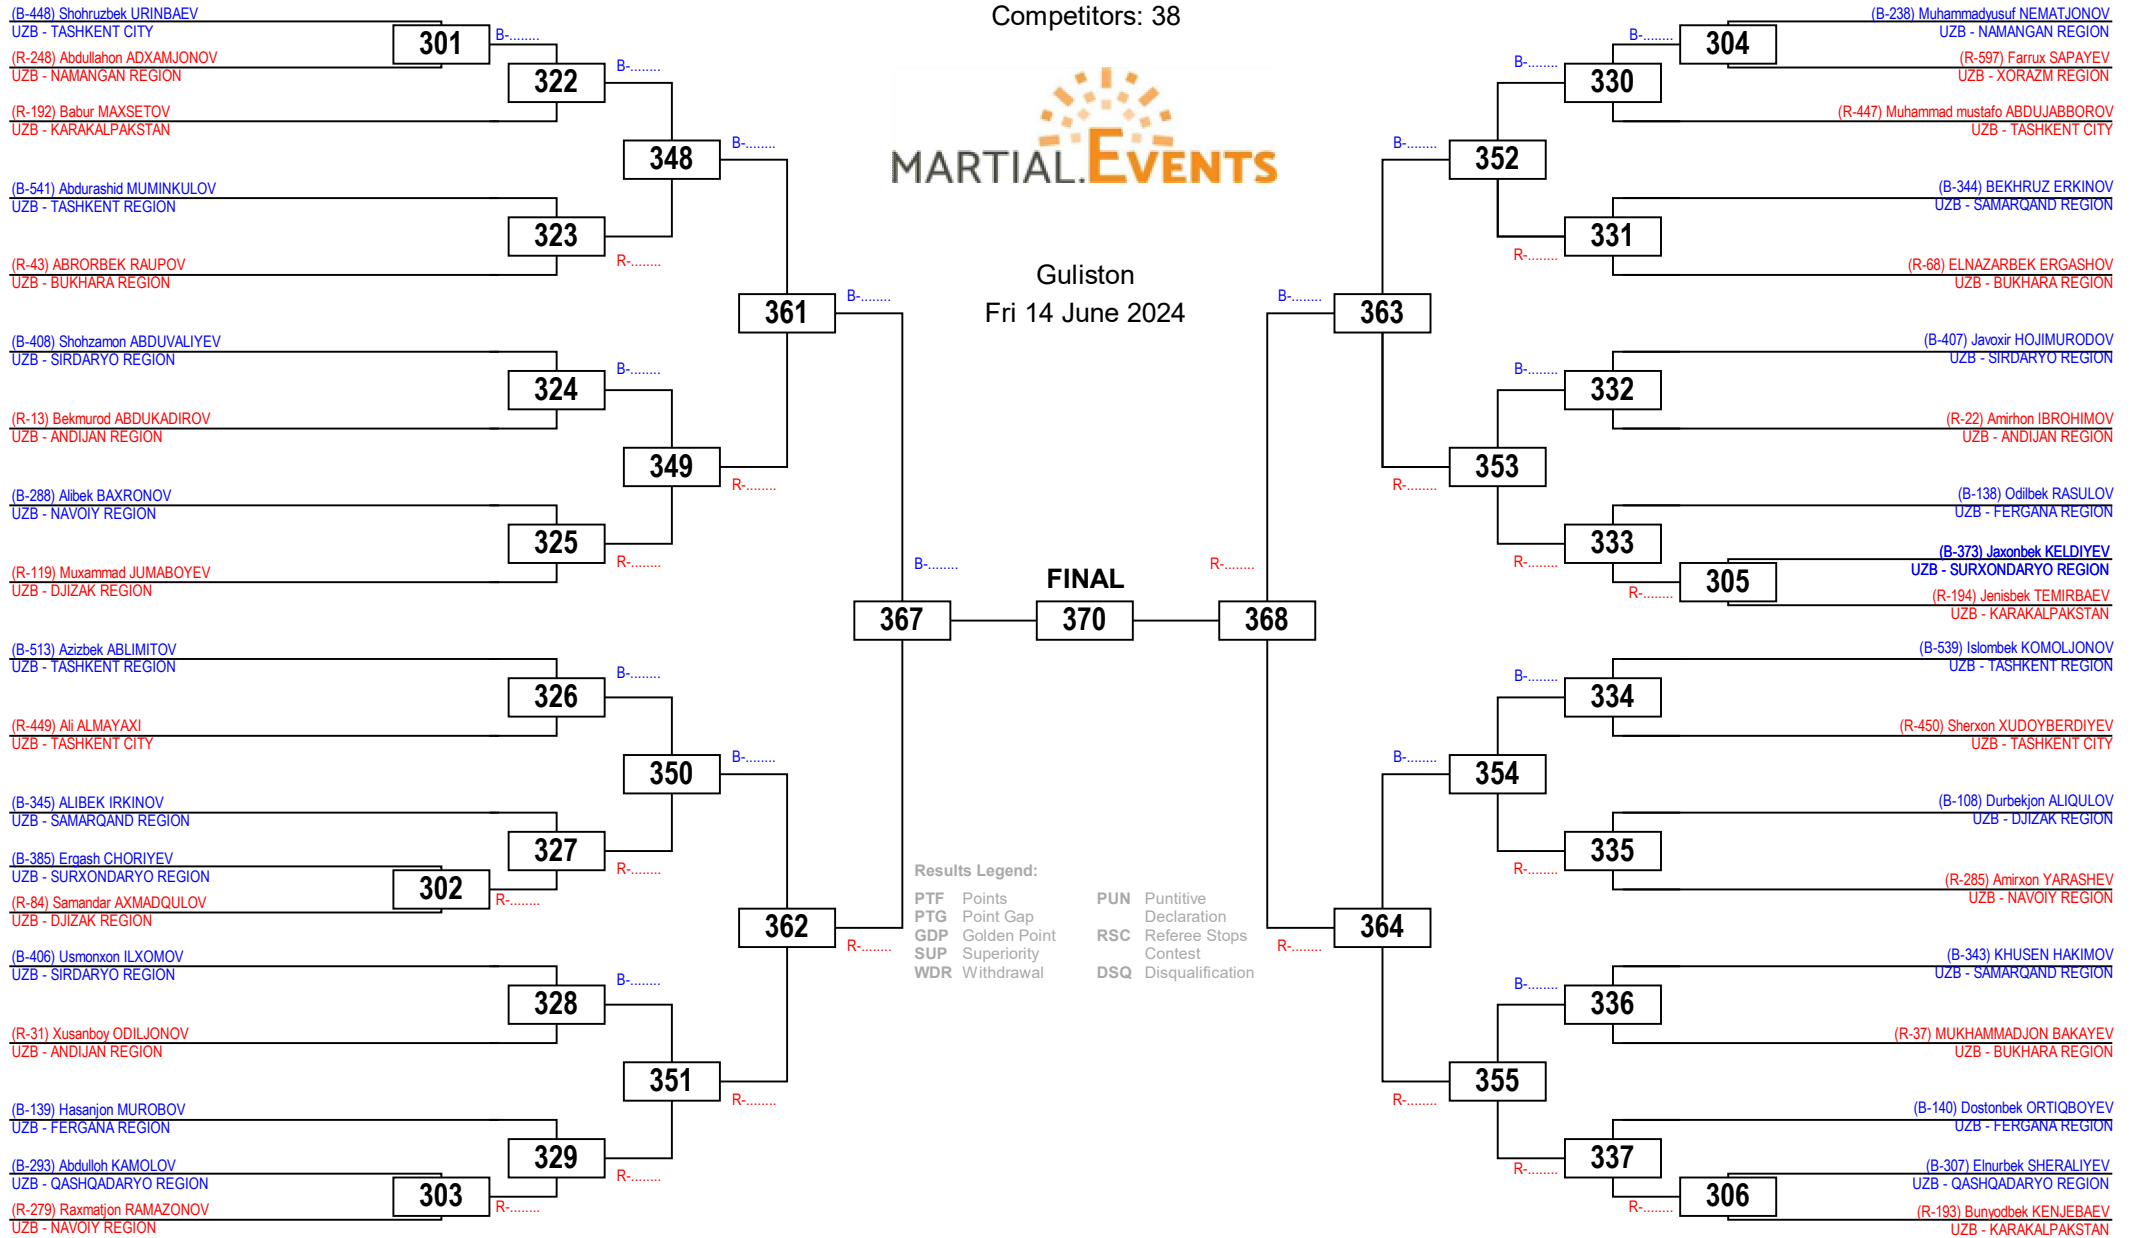 Competitors: 38
MARTIAL.EVENTS
Guliston
Fri 14 June 2024
(B-448) Shohruzbek URINBAEV
UZB - TASHKENT CITY
301
B-........
(R-248) Abdullahon ADXAMJONOV
UZB - NAMANGAN REGION
322
B-........
(R-192) Babur MAXSETOV
UZB - KARAKALPAKSTAN
348
B-........
(B-541) Abdurashid MUMINKULOV
UZB - TASHKENT REGION
323
R-........
(R-43) ABRORBEK RAUPOV
UZB - BUKHARA REGION
361
B-........
(B-408) Shohzamon ABDUVALIYEV
UZB - SIRDARYO REGION
324
B-........
(R-13) Bekmurod ABDUKADIROV
UZB - ANDIJAN REGION
349
R-........
(B-288) Alibek BAXRONOV
UZB - NAVOIY REGION
325
R-........
(R-119) Muxammad JUMABOYEV
UZB - DJIZAK REGION
367
B-........
(B-513) Azizbek ABLIMITOV
UZB - TASHKENT REGION
326
B-........
(R-449) Ali ALMAYAXI
UZB - TASHKENT CITY
350
B-........
(B-345) ALIBEK IRKINOV
UZB - SAMARQAND REGION
327
R-........
(B-385) Ergash CHORIYEV
UZB - SURXONDARYO REGION
302
R-........
(R-84) Samandar AXMADQULOV
UZB - DJIZAK REGION
362
R-........
(B-406) Usmonxon ILXOMOV
UZB - SIRDARYO REGION
328
B-........
(R-31) Xusanboy ODILJONOV
UZB - ANDIJAN REGION
351
R-........
(B-139) Hasanjon MUROBOV
UZB - FERGANA REGION
329
R-........
(B-293) Abdulloh KAMOLOV
UZB - QASHQADARYO REGION
303
R-........
(R-279) Raxmatjon RAMAZONOV
UZB - NAVOIY REGION
FINAL
370
Results Legend:
PTF Points
PTG Point Gap
GDP Golden Point
SUP Superiority
WDR Withdrawal
PUN Puntitive
Declaration
RSC Referee Stops
Contest
DSQ Disqualification
(B-238) Muhammadyusuf NEMATJONOV
UZB - NAMANGAN REGION
B-........
304
(R-597) Farrux SAPAYEV
UZB - XORAZM REGION
B-........
330
(R-447) Muhammad mustafo ABDUJABBOROV
UZB - TASHKENT CITY
B-........
352
(B-344) BEKHRUZ ERKINOV
UZB - SAMARQAND REGION
R-........
331
(R-68) ELNAZARBEK ERGASHOV
UZB - BUKHARA REGION
B-........
363
(B-407) Javoxir HOJIMURODOV
UZB - SIRDARYO REGION
B-........
332
(R-22) Amirhon IBROHIMOV
UZB - ANDIJAN REGION
R-........
353
(B-138) Odilbek RASULOV
UZB - FERGANA REGION
R-........
333
(B-373) Jaxonbek KELDIYEV
UZB - SURXONDARYO REGION
R-........
305
(R-194) Jenisbek TEMIRBAEV
UZB - KARAKALPAKSTAN
R-........
368
(B-539) Islombek KOMOLJONOV
UZB - TASHKENT REGION
B-........
334
(R-450) Sherxon XUDOYBERDIYEV
UZB - TASHKENT CITY
B-........
354
(B-108) Durbekjon ALIQULOV
UZB - DJIZAK REGION
R-........
335
(R-285) Amirxon YARASHEV
UZB - NAVOIY REGION
R-........
364
(B-343) KHUSEN HAKIMOV
UZB - SAMARQAND REGION
B-........
336
(R-37) MUKHAMMADJON BAKAYEV
UZB - BUKHARA REGION
R-........
355
(B-140) Dostonbek ORTIQBOYEV
UZB - FERGANA REGION
R-........
337
(B-307) Elnurbek SHERALIYEV
UZB - QASHQADARYO REGION
R-........
306
(R-193) Bunyodbek KENJEBAEV
UZB - KARAKALPAKSTAN